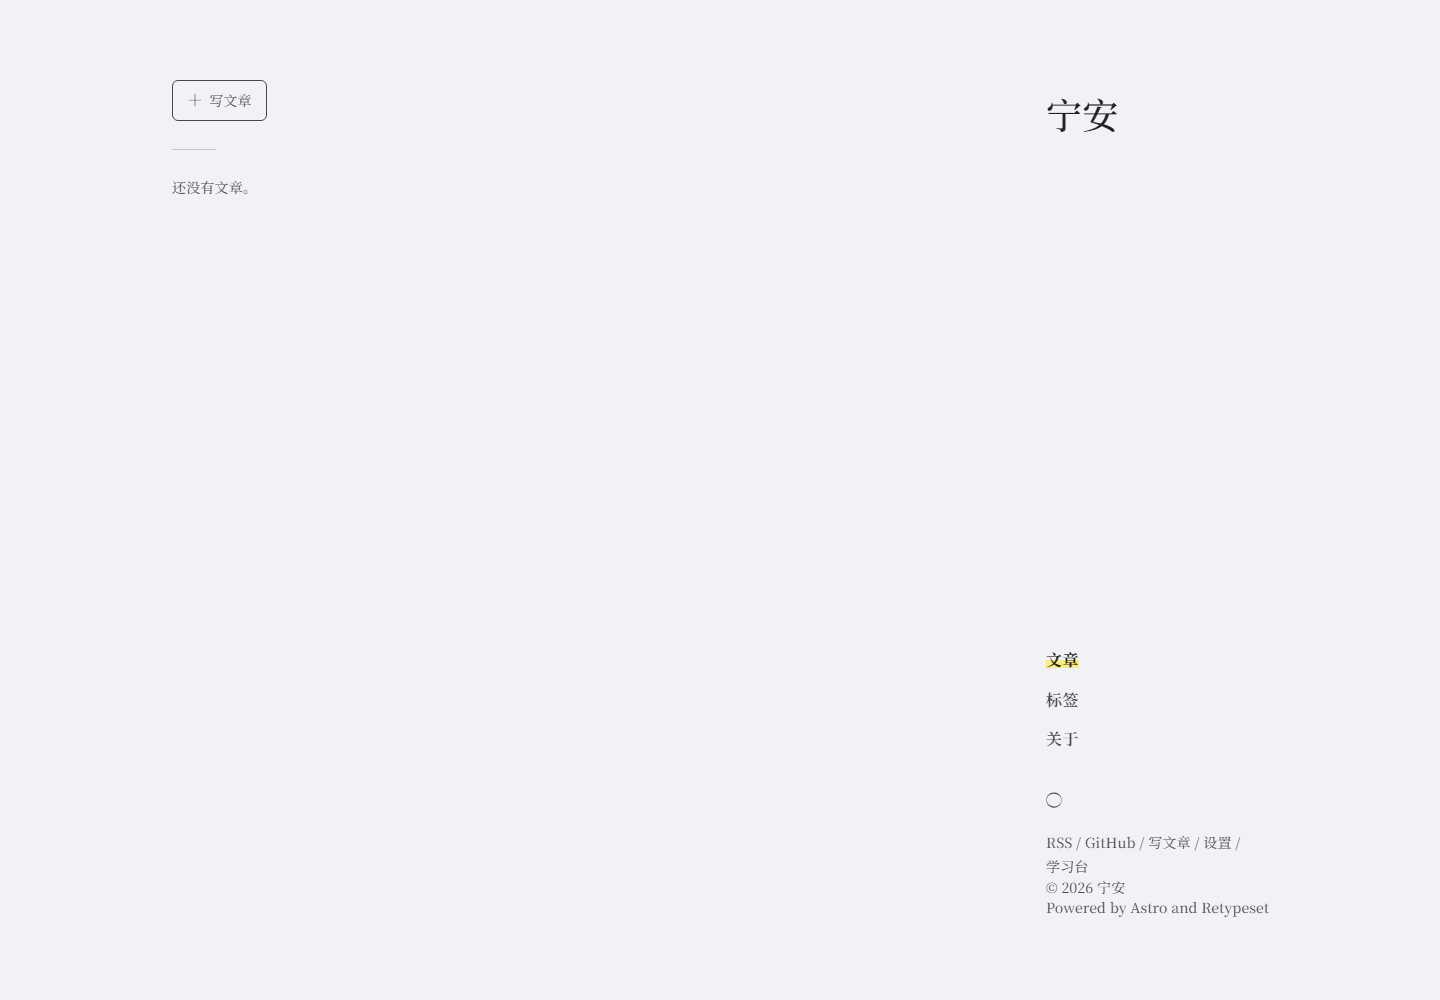 ＋ 写文章
还没有文章。
宁安
文章
标签
关于
RSS / GitHub / 写文章 / 设置 /
学习台
© 2026 宁安
Powered by Astro and Retypeset